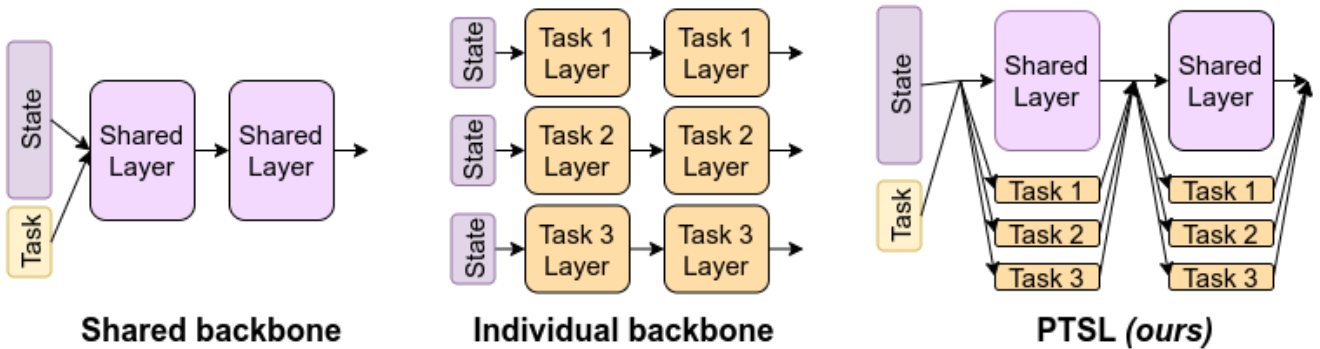 State
Task
Shared
Layer
Shared
Layer
Shared backbone
State
Task 1
Layer
Task 1
Layer
State
Task 2
Layer
Task 2
Layer
State
Task 3
Layer
Task 3
Layer
Individual backbone
State
Task
Shared
Layer
Shared
Layer
Task 1
Task 2
Task 3
Task 1
Task 2
Task 3
PTSL (ours)